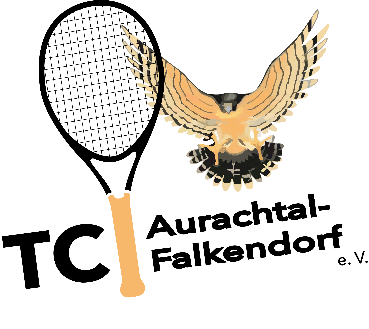 TC Aurachtal-
Falkendorf
e. V.